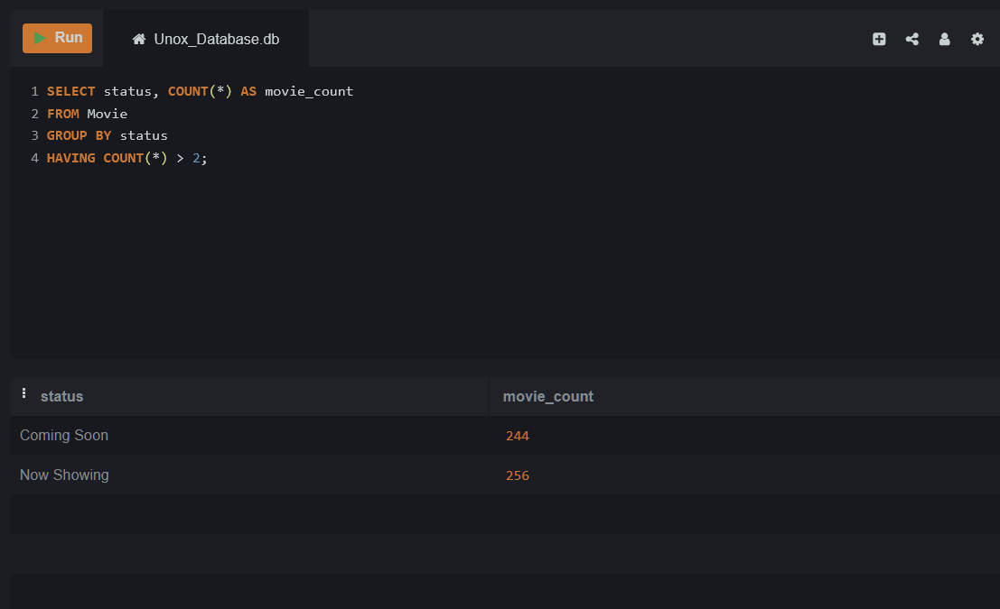 Run
Unox_Database.db
1 SELECT status, COUNT(*) AS movie_count
2 FROM Movie
3 GROUP BY status
4 HAVING COUNT(*) > 2;
status movie_count
Coming Soon 244
Now Showing 256